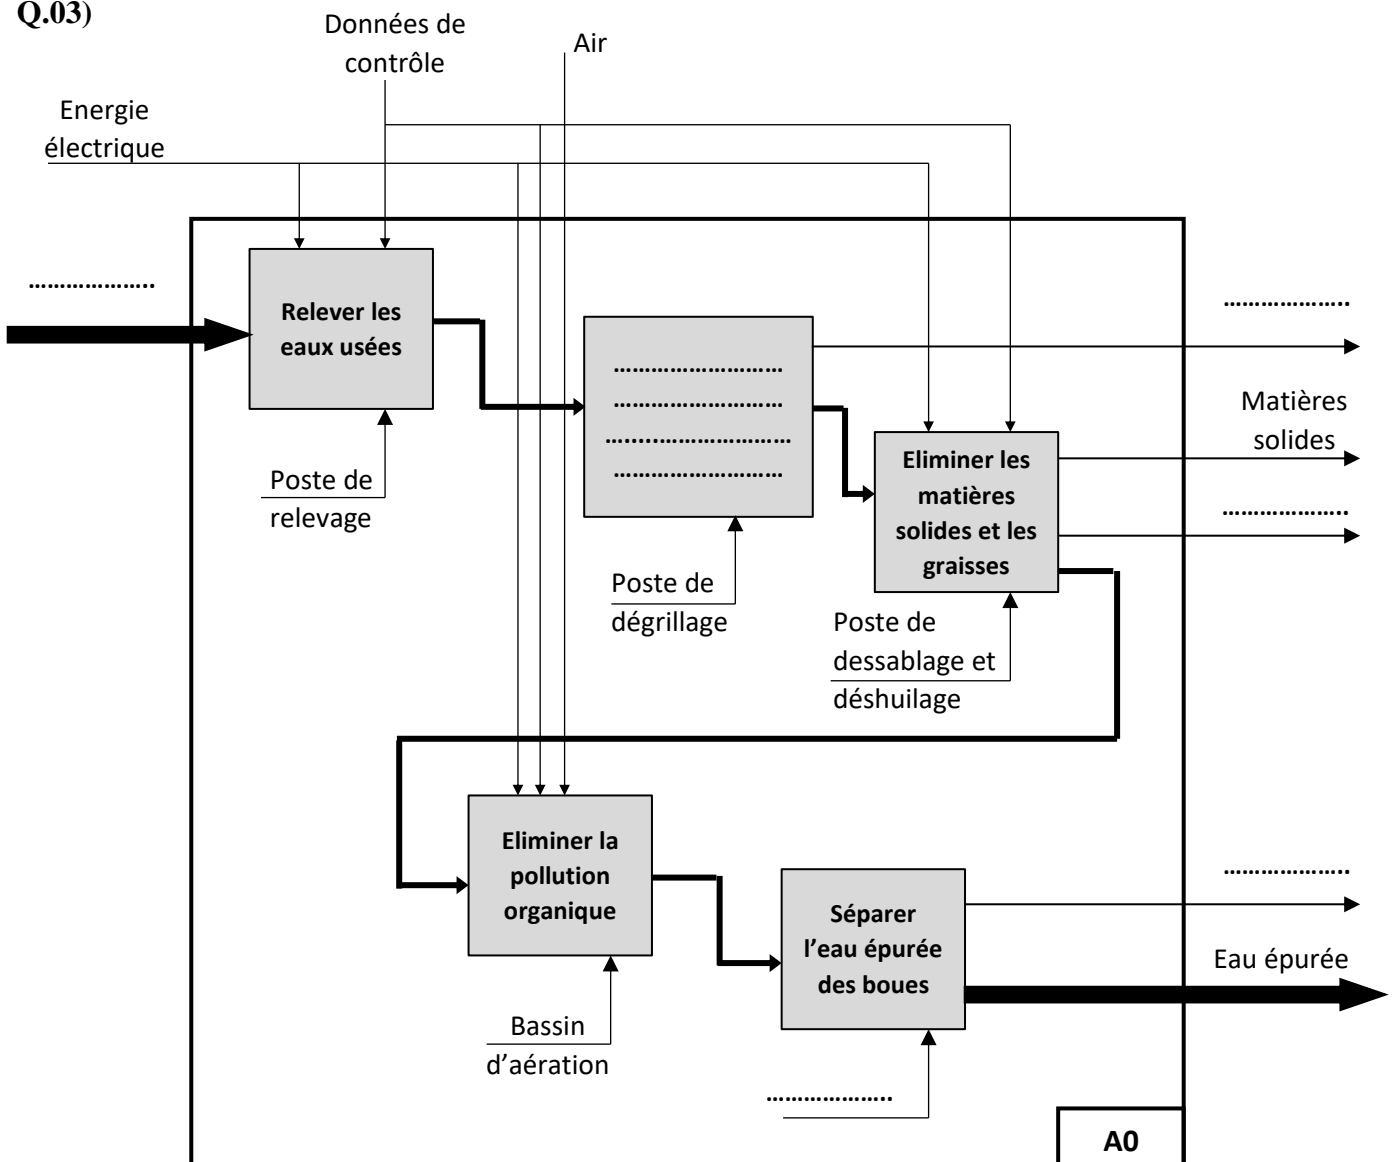 Q.03)
Données de
contrôle
Air
Energie
électrique
………………..
Relever les
eaux usées
………………………
………………………
…………………………
………………………
………………..
Matières
solides
………………..
Eliminer les
matières
solides et les
graisses
Poste de
relevage
Poste de
dégrillage
Poste de
dessablage et
déshuilage
Eliminer la
pollution
organique
Séparer
l'eau épurée
des boues
………………..
Eau épurée
Bassin
d'aération
………………..
A0